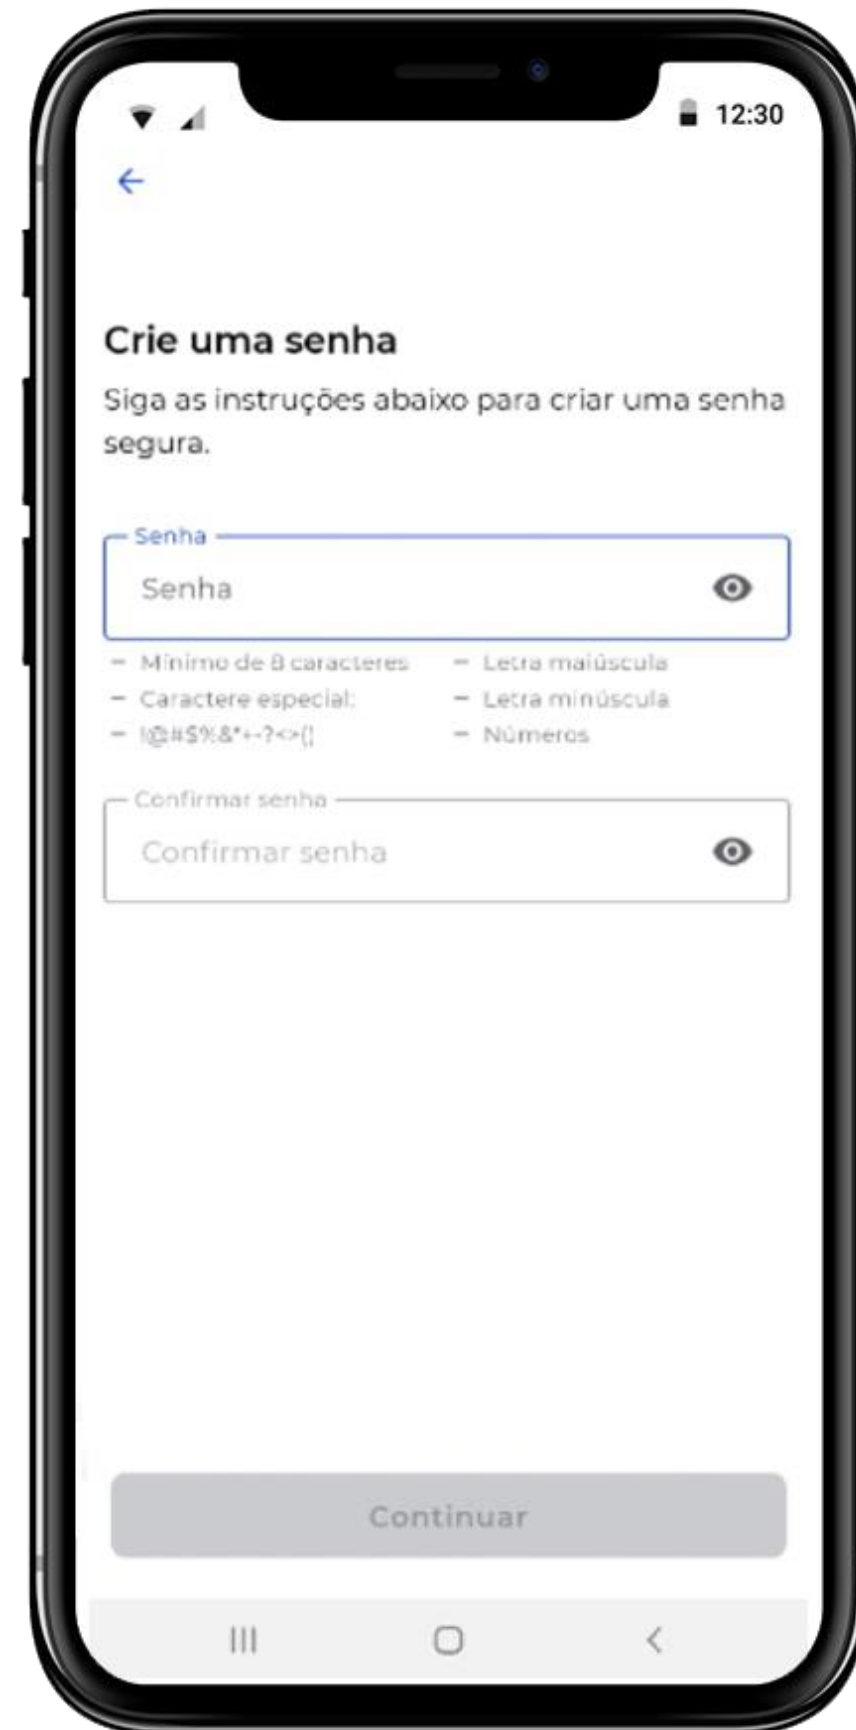 12:30
Crie uma senha
Siga as instruções abaixo para criar uma senha
segura.
Senha
Senha
– Mínimo de 8 caracteres
– Caractere especial:
– !@#$%&*+-?<>()
– Letra maiúscula
– Letra minúscula
– Números
Confirmar senha
Confirmar senha
Continuar